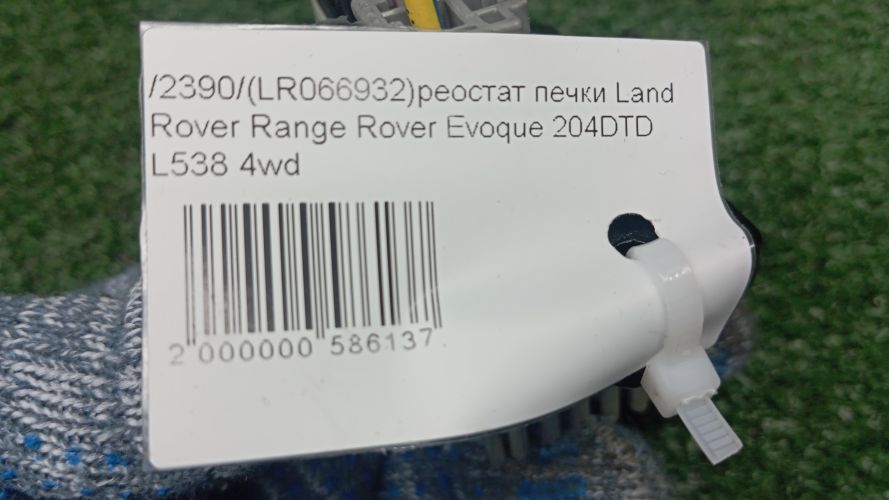 /2390/(LR066932)реостат печки Land
Rover Range Rover Evoque 204DTD
L538 4wd
2 000000 586137